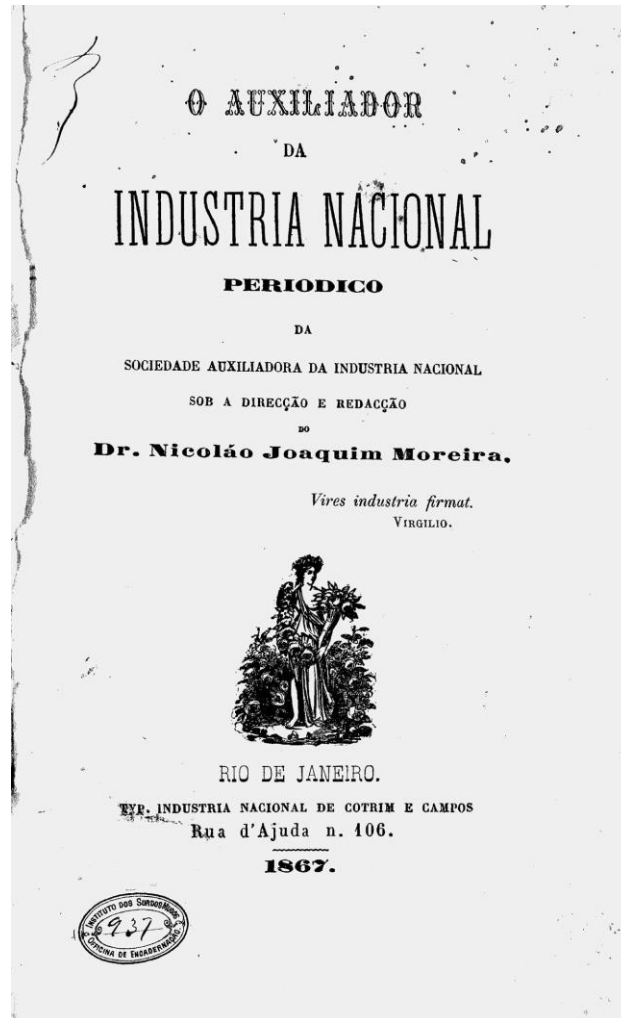 O AUXILIADOR
DA
INDUSTRIA NACIONAL
PERIODICO
DA
SOCIEDADE AUXILIADORA DA INDUSTRIA NACIONAL
SOB A DIRECÇÃO E REDACÇÃO
DO
Dr. Nicoláo Joaquim Moreira.
Vires industria firmat.
VIRGILIO.
RIO DE JANEIRO.
TYP. INDUSTRIA NACIONAL DE COTRIM E CAMPOS
Rua d'Ajuda n. 106.
1867.
INSTITUTO DOS SURDOS MUDOS
937
OFFICINA DE ENCADERNAÇÃO